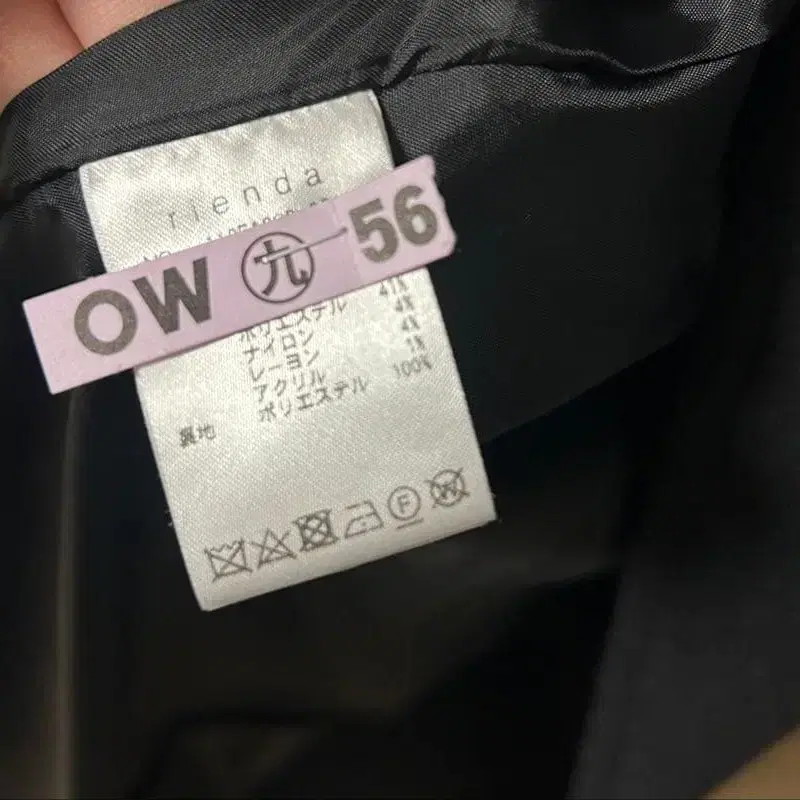 rienda
OW 九 56
ポリエステル 41%
ナイロン 4%
レーヨン 4%
アクリル 1%
裏地 ポリエステル 100%
F W